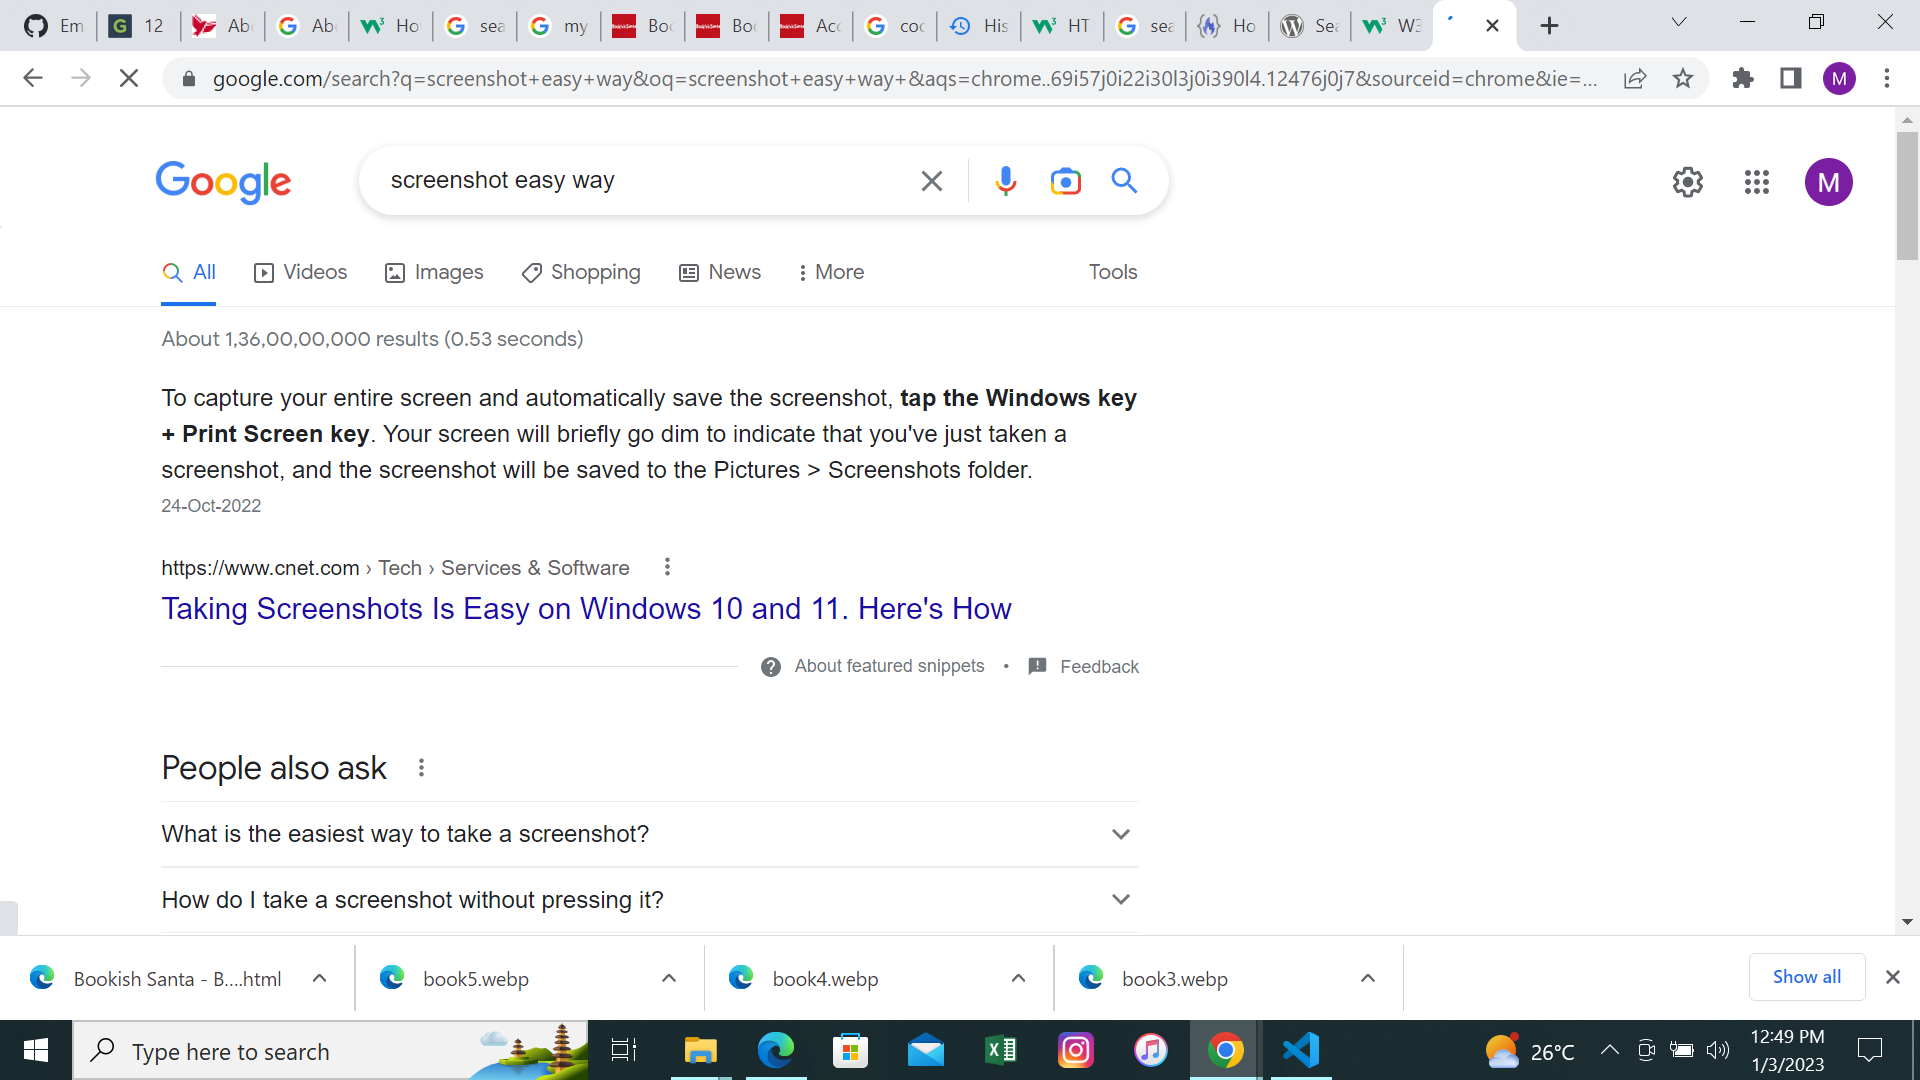 Em
12
Ab
Ab
Ho
sea
my
Boo
Boo
Acc
coo
His
HT
sea
Ho
Sea
W3
google.com/search?q=screenshot+easy+way&oq=screenshot+easy+way+&aqs=chrome..69i57j0i22i30l3j0i390l4.12476j0j7&sourceid=chrome&ie=...
M
Google
screenshot easy way
M
All
Videos
Images
Shopping
News
More
Tools
About 1,36,00,00,000 results (0.53 seconds)
To capture your entire screen and automatically save the screenshot, tap the Windows key
+ Print Screen key. Your screen will briefly go dim to indicate that you've just taken a
screenshot, and the screenshot will be saved to the Pictures > Screenshots folder.
24-Oct-2022
https://www.cnet.com › Tech › Services & Software
Taking Screenshots Is Easy on Windows 10 and 11. Here's How
About featured snippets • Feedback
People also ask
What is the easiest way to take a screenshot?
How do I take a screenshot without pressing it?
Bookish Santa - B....html
book5.webp
book4.webp
book3.webp
Show all
Type here to search
26°C
12:49 PM
1/3/2023